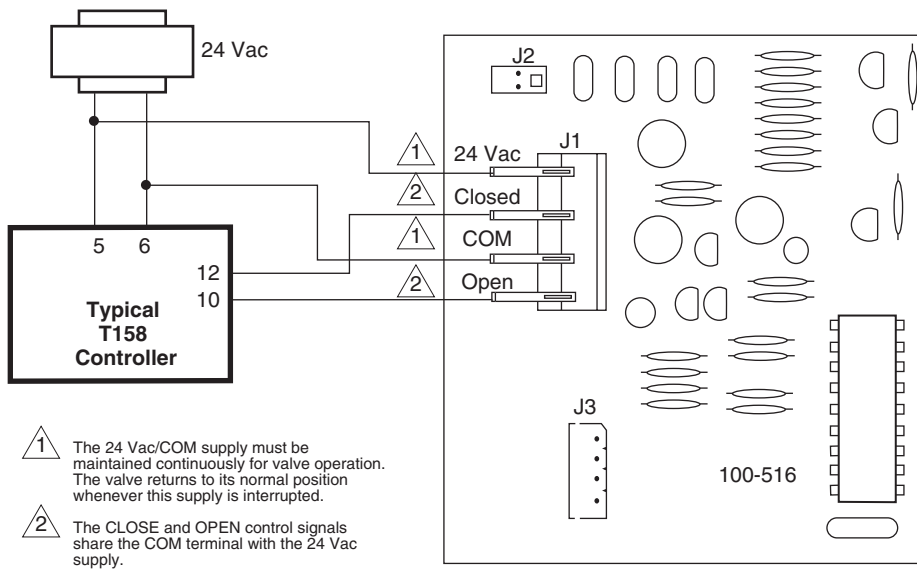 24 Vac
J2
J1
1
24 Vac
2
Closed
1
COM
2
Open
5 6
12
10
Typical
T158
Controller
J3
100-516
1
The 24 Vac/COM supply must be
maintained continuously for valve operation.
The valve returns to its normal position
whenever this supply is interrupted.
2
The CLOSE and OPEN control signals
share the COM terminal with the 24 Vac
supply.